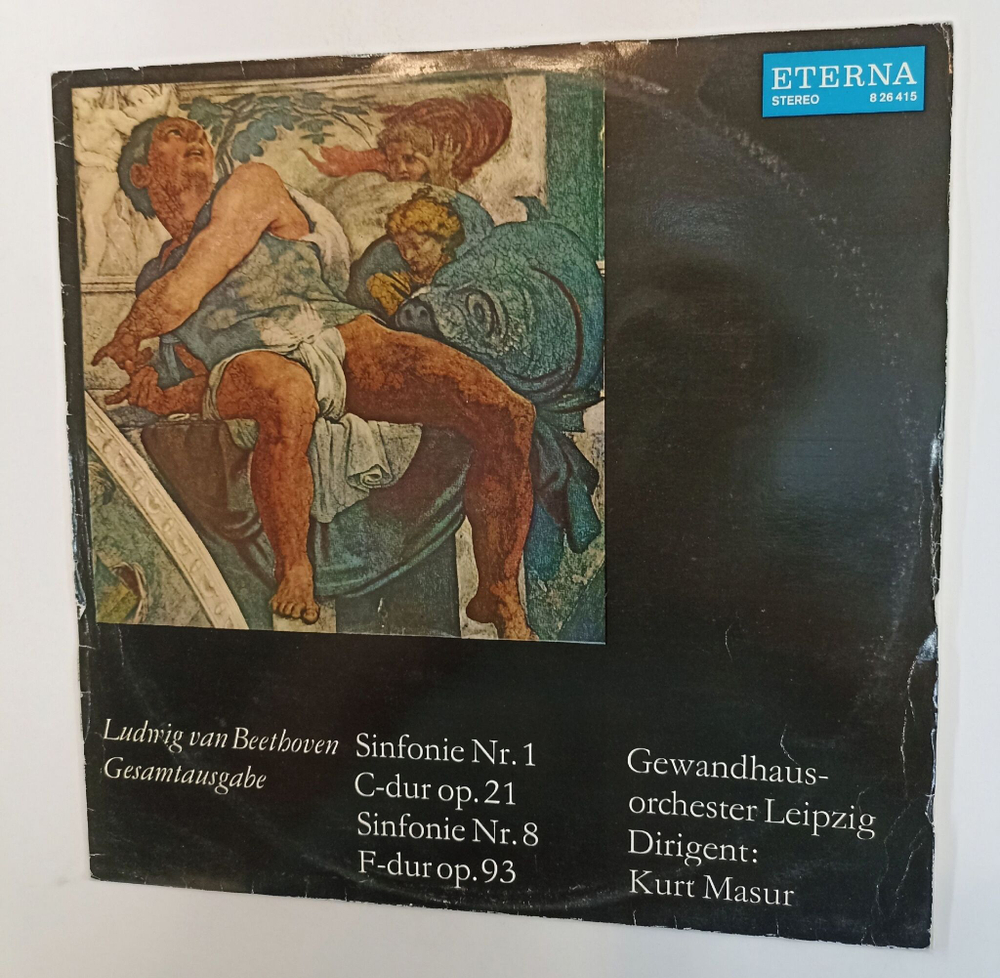 ETERNA
STEREO 8 26 415
Ludwig van Beethoven
Gesamtausgabe
Sinfonie Nr. 1
C-dur op. 21
Sinfonie Nr. 8
F-dur op. 93
Gewandhaus-
orchester Leipzig
Dirigent:
Kurt Masur